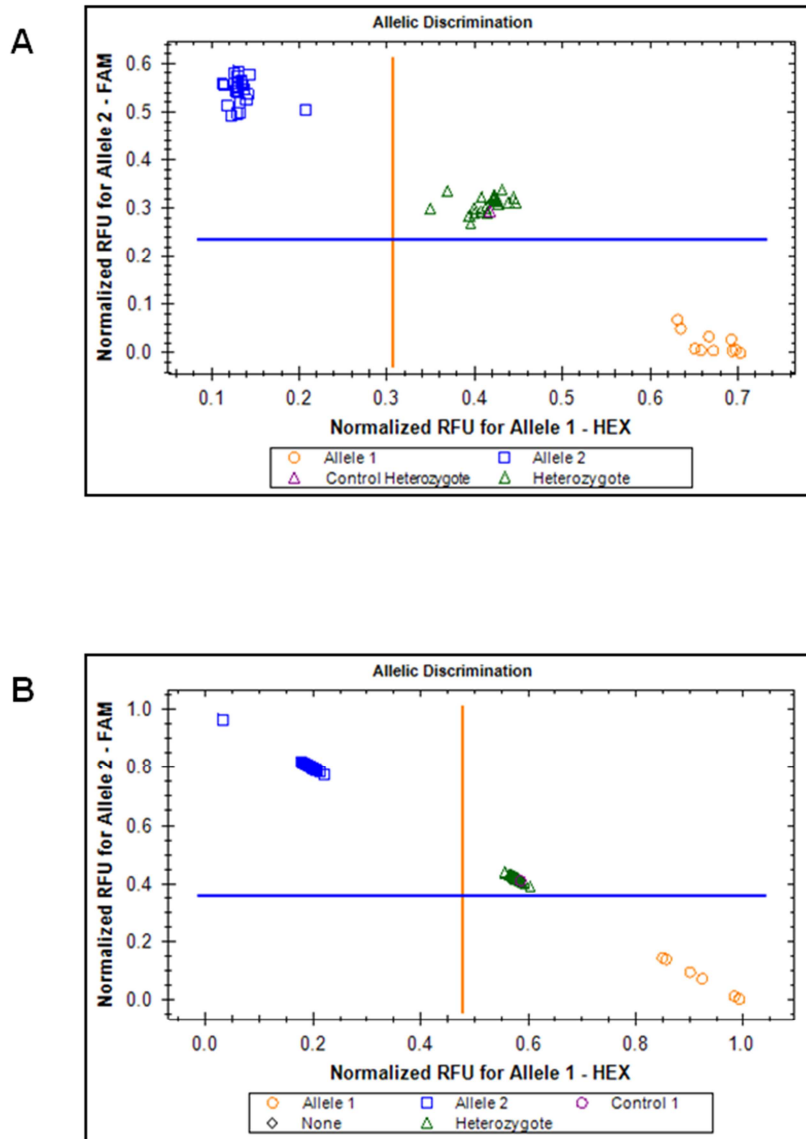 A
Allelic Discrimination
Normalized RFU for Allele 2 - FAM
0.6
0.5
0.4
0.3
0.2
0.1
0.0
0.1 0.2 0.3 0.4 0.5 0.6 0.7
Normalized RFU for Allele 1 - HEX
Allele 1 Allele 2
Control Heterozygote Heterozygote
B
Allelic Discrimination
Normalized RFU for Allele 2 - FAM
1.0
0.8
0.6
0.4
0.2
0.0
0.0 0.2 0.4 0.6 0.8 1.0
Normalized RFU for Allele 1 - HEX
Allele 1 Allele 2 Control 1
None Heterozygote